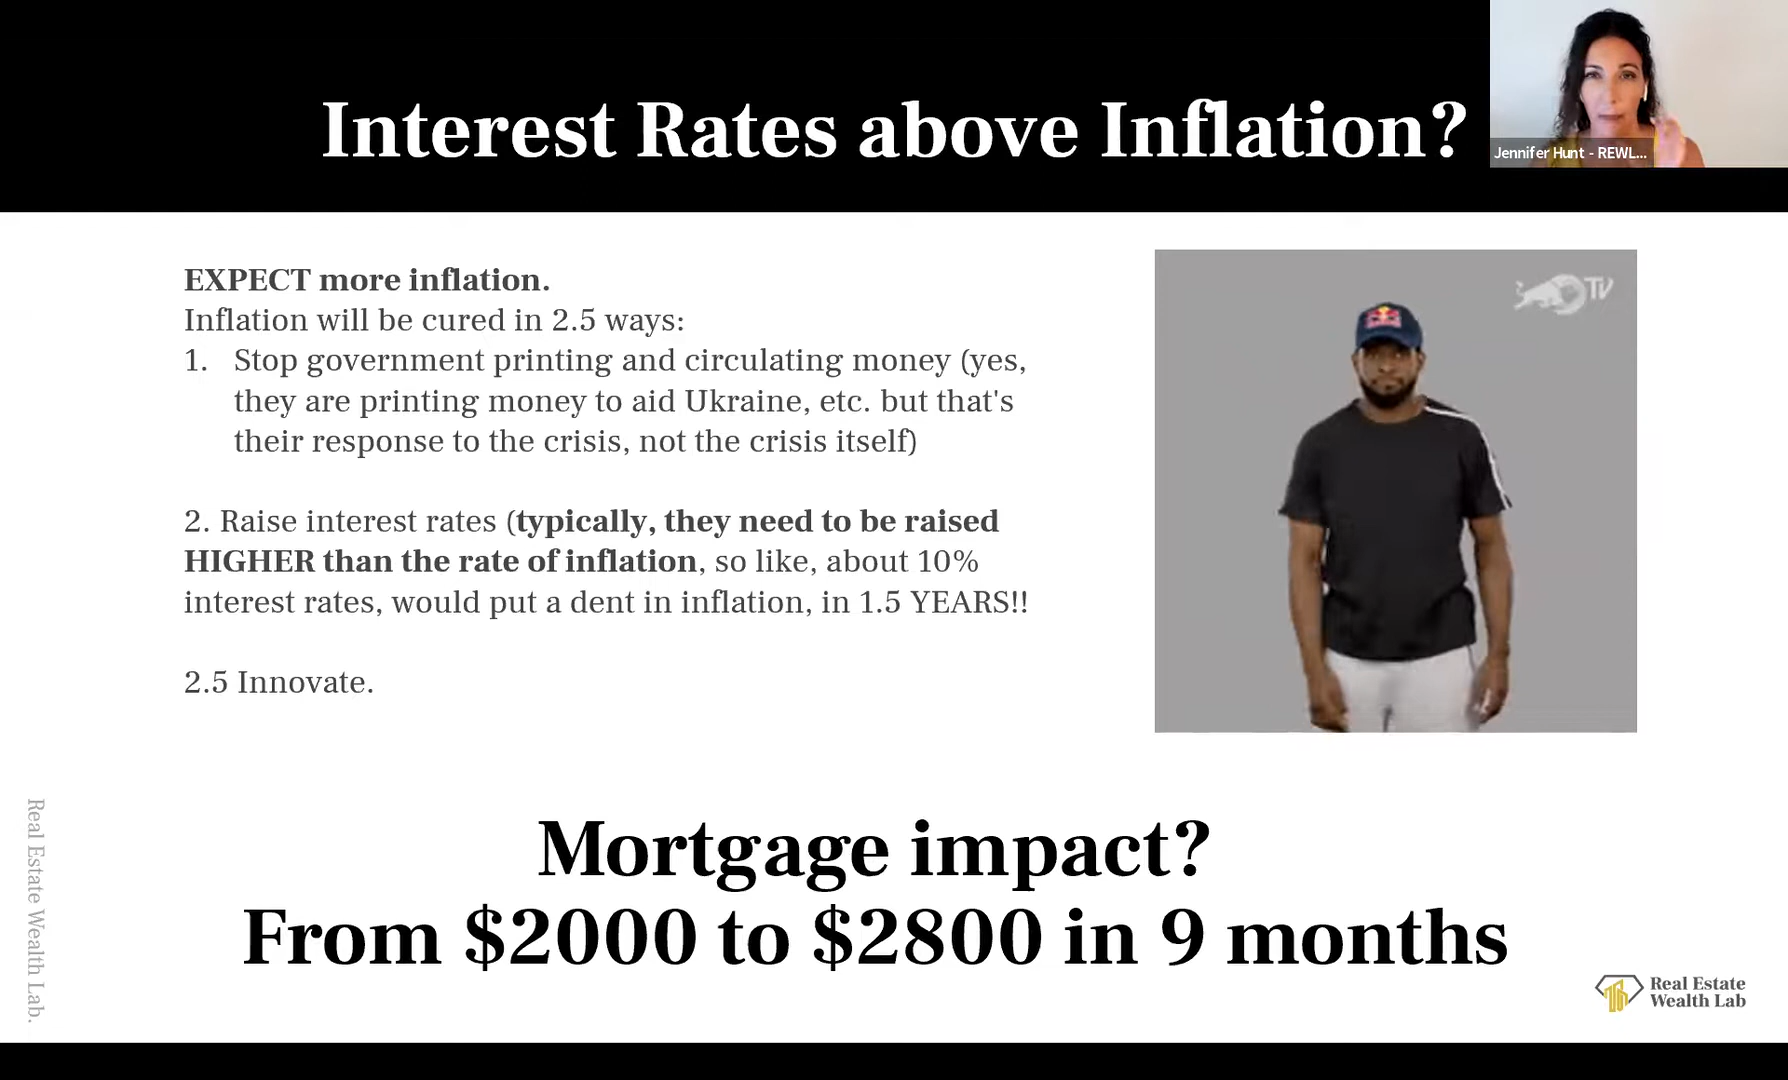 Interest Rates above Inflation?
Jennifer Hunt - REWL...
EXPECT more inflation.
Inflation will be cured in 2.5 ways:
1. Stop government printing and circulating money (yes,
they are printing money to aid Ukraine, etc. but that's
their response to the crisis, not the crisis itself)
2. Raise interest rates (typically, they need to be raised
HIGHER than the rate of inflation, so like, about 10%
interest rates, would put a dent in inflation, in 1.5 YEARS!!
2.5 Innovate.
TV
Mortgage impact?
From $2000 to $2800 in 9 months
Real Estate Wealth Lab.
Real Estate
Wealth Lab